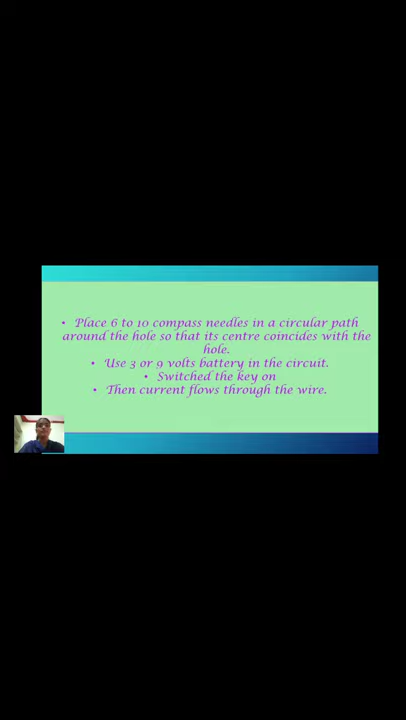 • Place 6 to 10 compass needles in a circular path
around the hole so that its centre coincides with the
hole.
• Use 3 or 9 volts battery in the circuit.
• Switched the key on
• Then current flows through the wire.